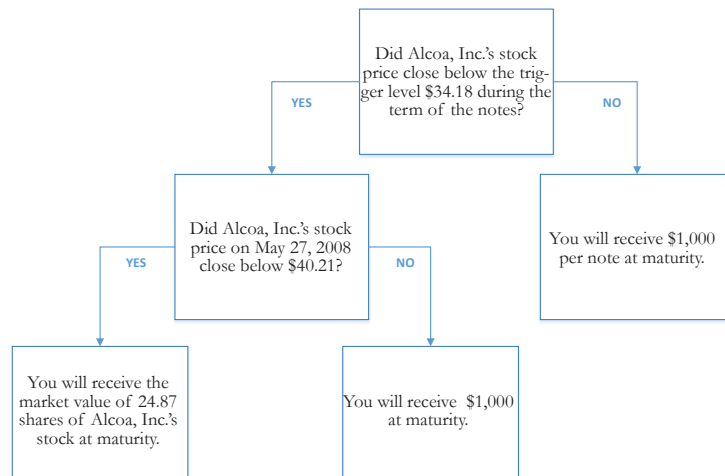 Did Alcoa, Inc.'s stock
price close below the trig-
ger level $34.18 during the
term of the notes?
YES
NO
Did Alcoa, Inc.'s stock
price on May 27, 2008
close below $40.21?
You will receive $1,000
per note at maturity.
YES
NO
You will receive the
market value of 24.87
shares of Alcoa, Inc.'s
stock at maturity.
You will receive $1,000
at maturity.